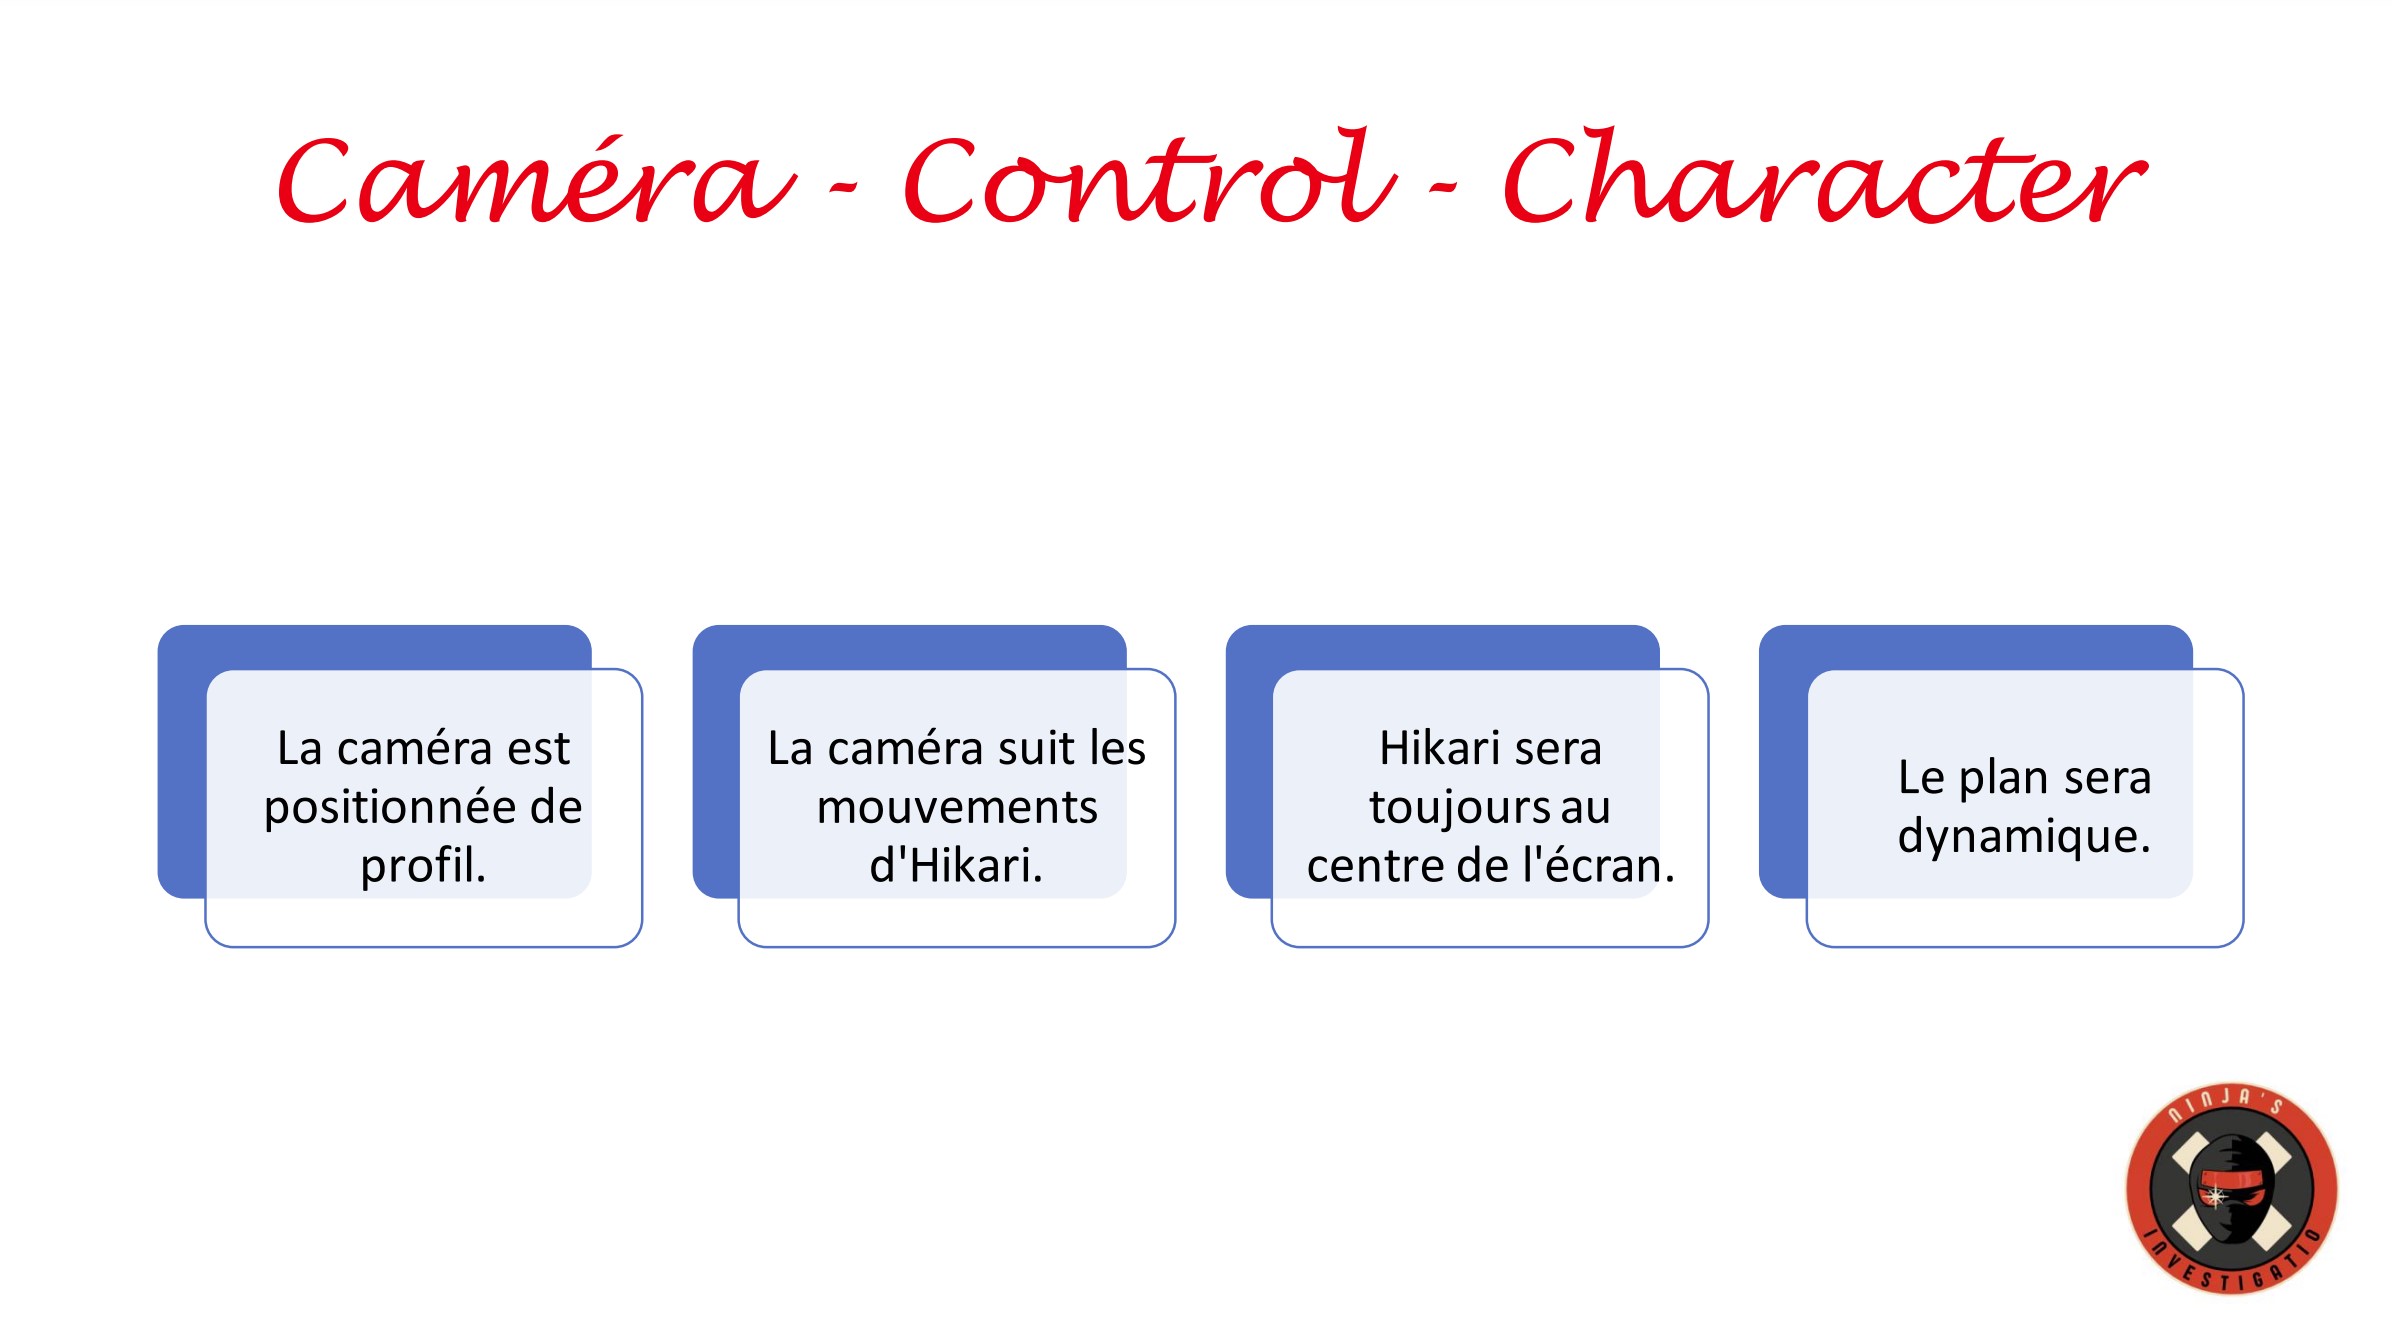 Caméra - Control - Character
La caméra est
positionnée de
profil.
La caméra suit les
mouvements
d'Hikari.
Hikari sera
toujours au
centre de l'écran.
Le plan sera
dynamique.
NINJA'S
INVESTIGATIO